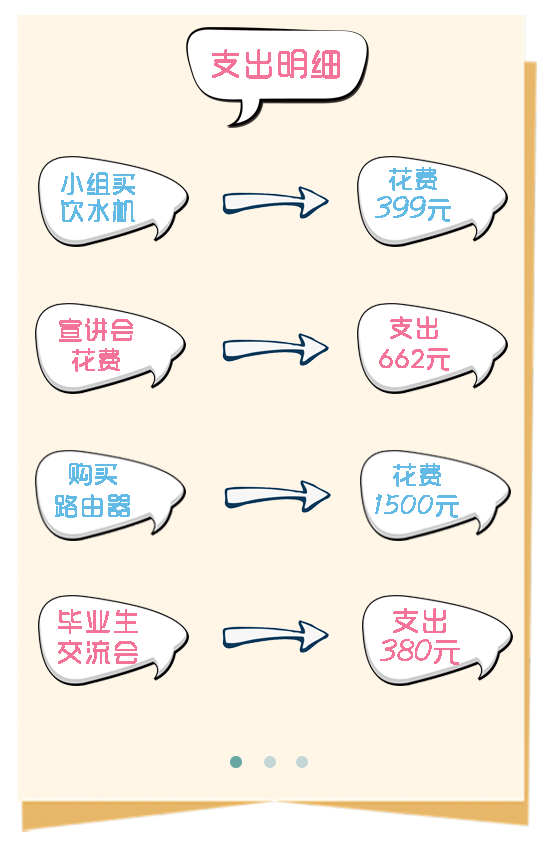 支出明细
小组买
饮水机
花费
399元
宣讲会
花费
支出
662元
购买
路由器
花费
1500元
毕业生
交流会
支出
380元